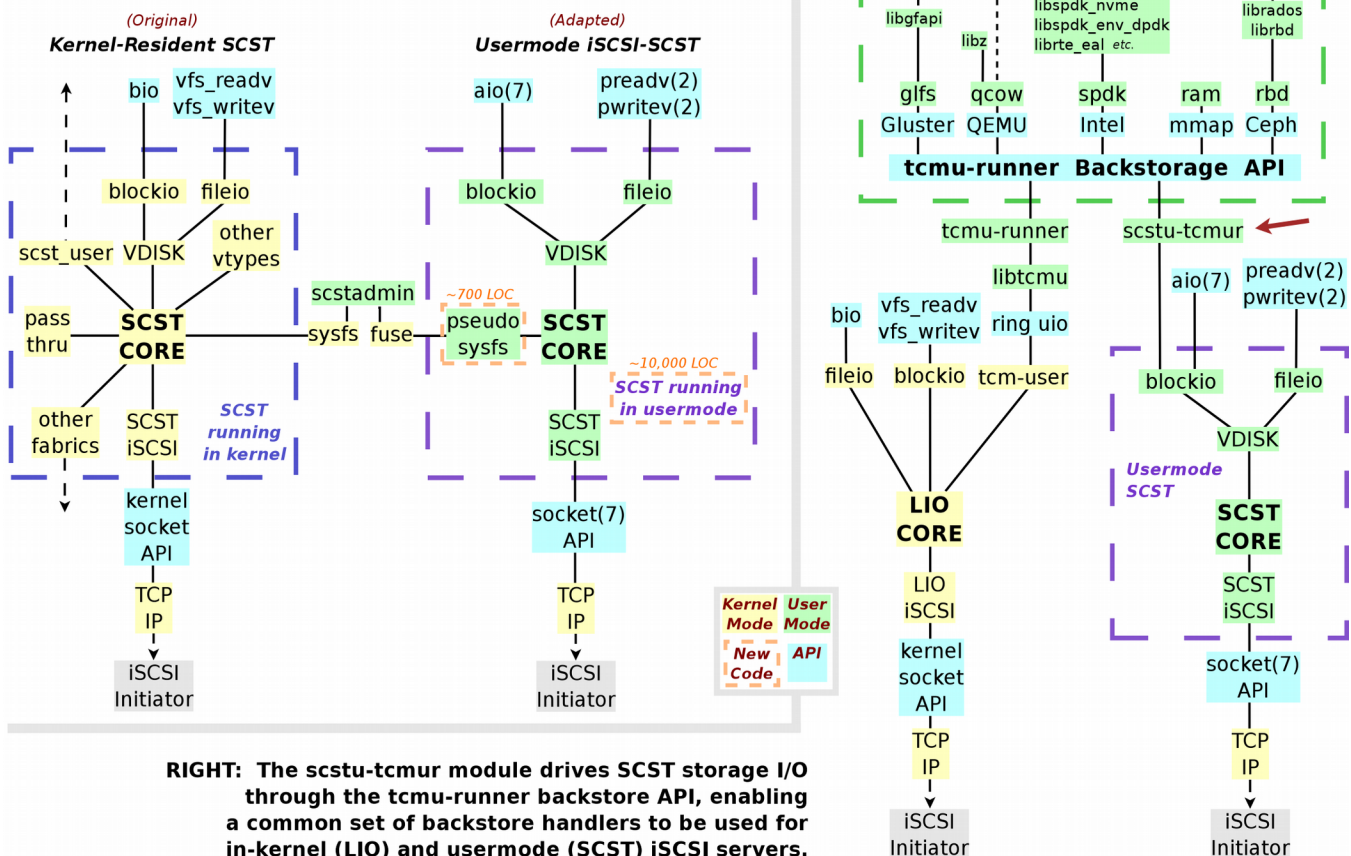 (Original)
Kernel-Resident SCST
bio
vfs_readv
vfs_writev
blockio
fileio
scst_user
VDISK
other
vtypes
pass
thru
SCST
CORE
other
fabrics
SCST
iSCSI
SCST
running
in kernel
kernel
socket
API
TCP
IP
iSCSI
Initiator
scstadmin
sysfs
fuse
(Adapted)
Usermode iSCSI-SCST
aio(7)
preadv(2)
pwritev(2)
blockio
fileio
VDISK
~700 LOC
pseudo
sysfs
SCST
CORE
~10,000 LOC
SCST running
in usermode
SCST
iSCSI
socket(7)
API
TCP
IP
iSCSI
Initiator
Kernel
Mode
User
Mode
New
Code
API
libgfapi
libz
libspdk_nvme
libspdk_env_dpdk
librte_eal etc.
librados
librbd
glfs
qcow
spdk
ram
rbd
Gluster
QEMU
Intel
mmap
Ceph
tcmu-runner Backstorage API
tcmu-runner
libtcmu
ring uio
bio
vfs_readv
vfs_writev
fileio
blockio
tcm-user
LIO
CORE
LIO
iSCSI
kernel
socket
API
TCP
IP
iSCSI
Initiator
scstu-tcmur
aio(7)
preadv(2)
pwritev(2)
blockio
fileio
VDISK
Usermode
SCST
SCST
CORE
SCST
iSCSI
socket(7)
API
TCP
IP
iSCSI
Initiator
RIGHT: The scstu-tcmur module drives SCST storage I/O
through the tcmu-runner backstore API, enabling
a common set of backstore handlers to be used for
in-kernel (LIO) and usermode (SCST) iSCSI servers.